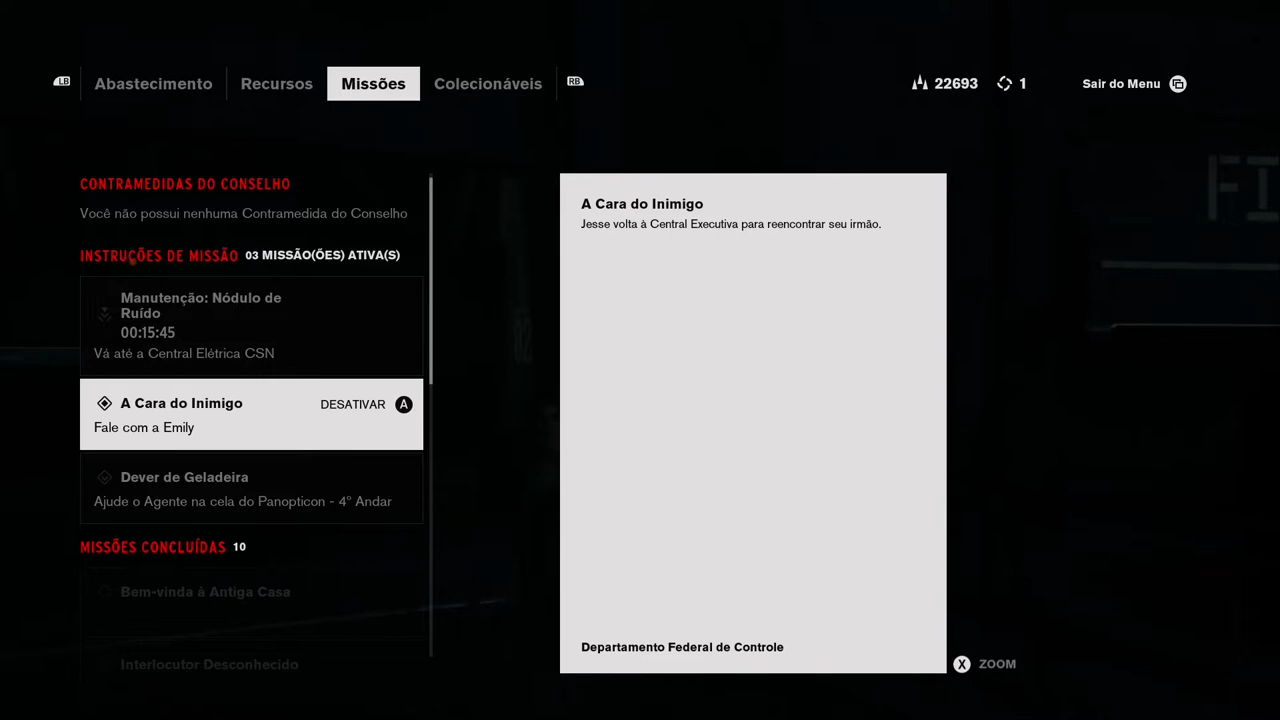 LB
Abastecimento
Recursos
Missões
Colecionáveis
RB
22693
1
Sair do Menu
CONTRAMEDIDAS DO CONSELHO
Você não possui nenhuma Contramedida do Conselho
INSTRUÇÕES DE MISSÃO 03 MISSÃO(ÕES) ATIVA(S)
Manutenção: Nódulo de
Ruído
00:15:45
Vá até a Central Elétrica CSN
A Cara do Inimigo
DESATIVAR A
Fale com a Emily
Dever de Geladeira
Ajude o Agente na cela do Panopticon - 4º Andar
MISSÕES CONCLUÍDAS 10
Bem-vinda à Antiga Casa
Interlocutor Desconhecido
A Cara do Inimigo
Jesse volta à Central Executiva para reencontrar seu irmão.
Departamento Federal de Controle
X ZOOM
FI